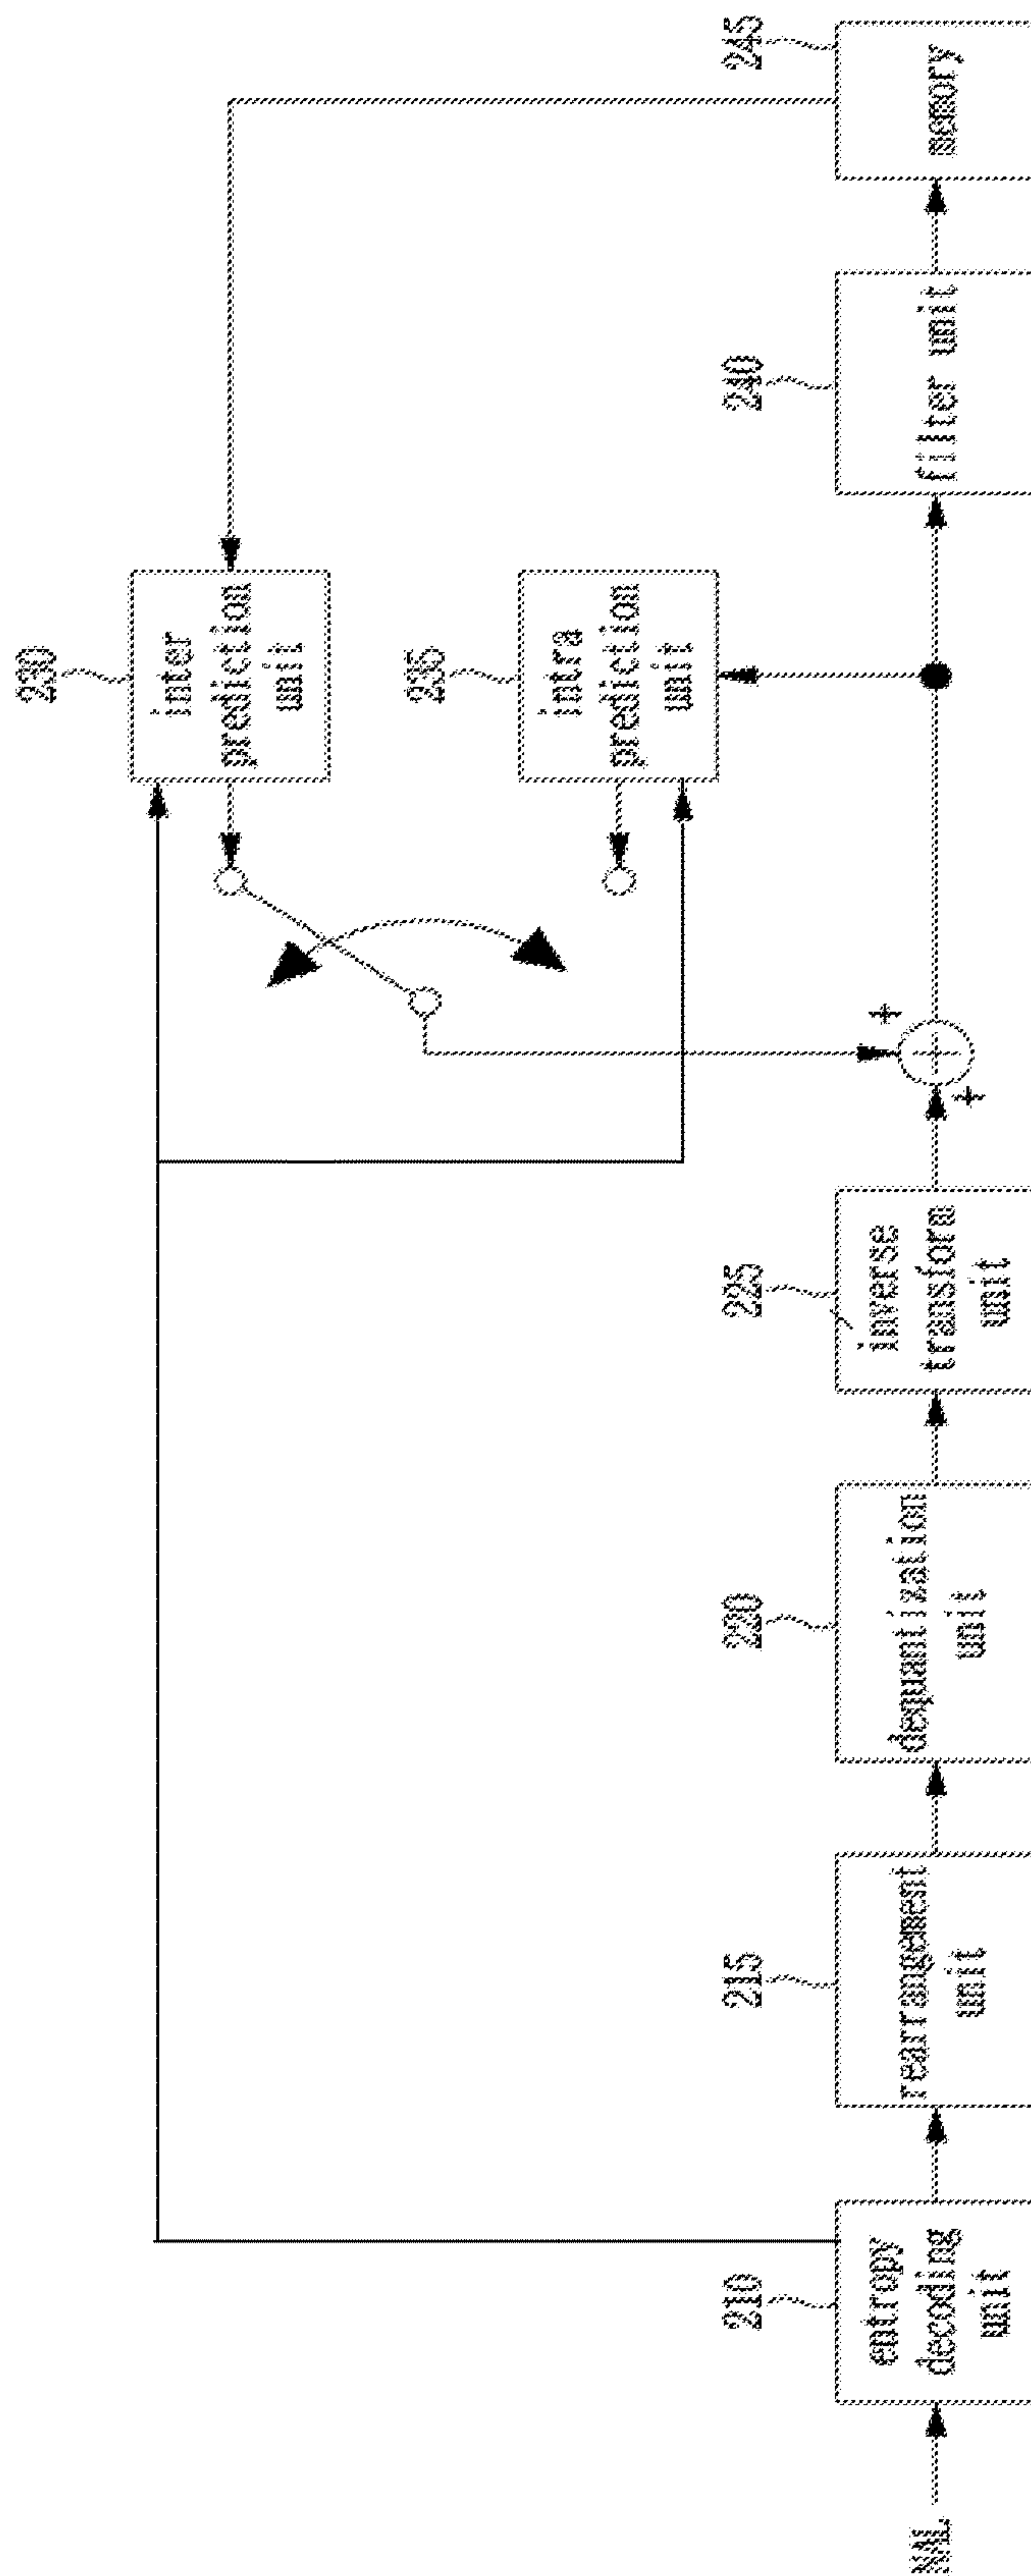 230
inter
prediction
unit
235
intra
prediction
unit
NAL
210
entropy
decoding
unit
215
rearrangement
unit
220
dequantization
unit
225
inverse
transform
unit
+
+
240
filter unit
245
memory